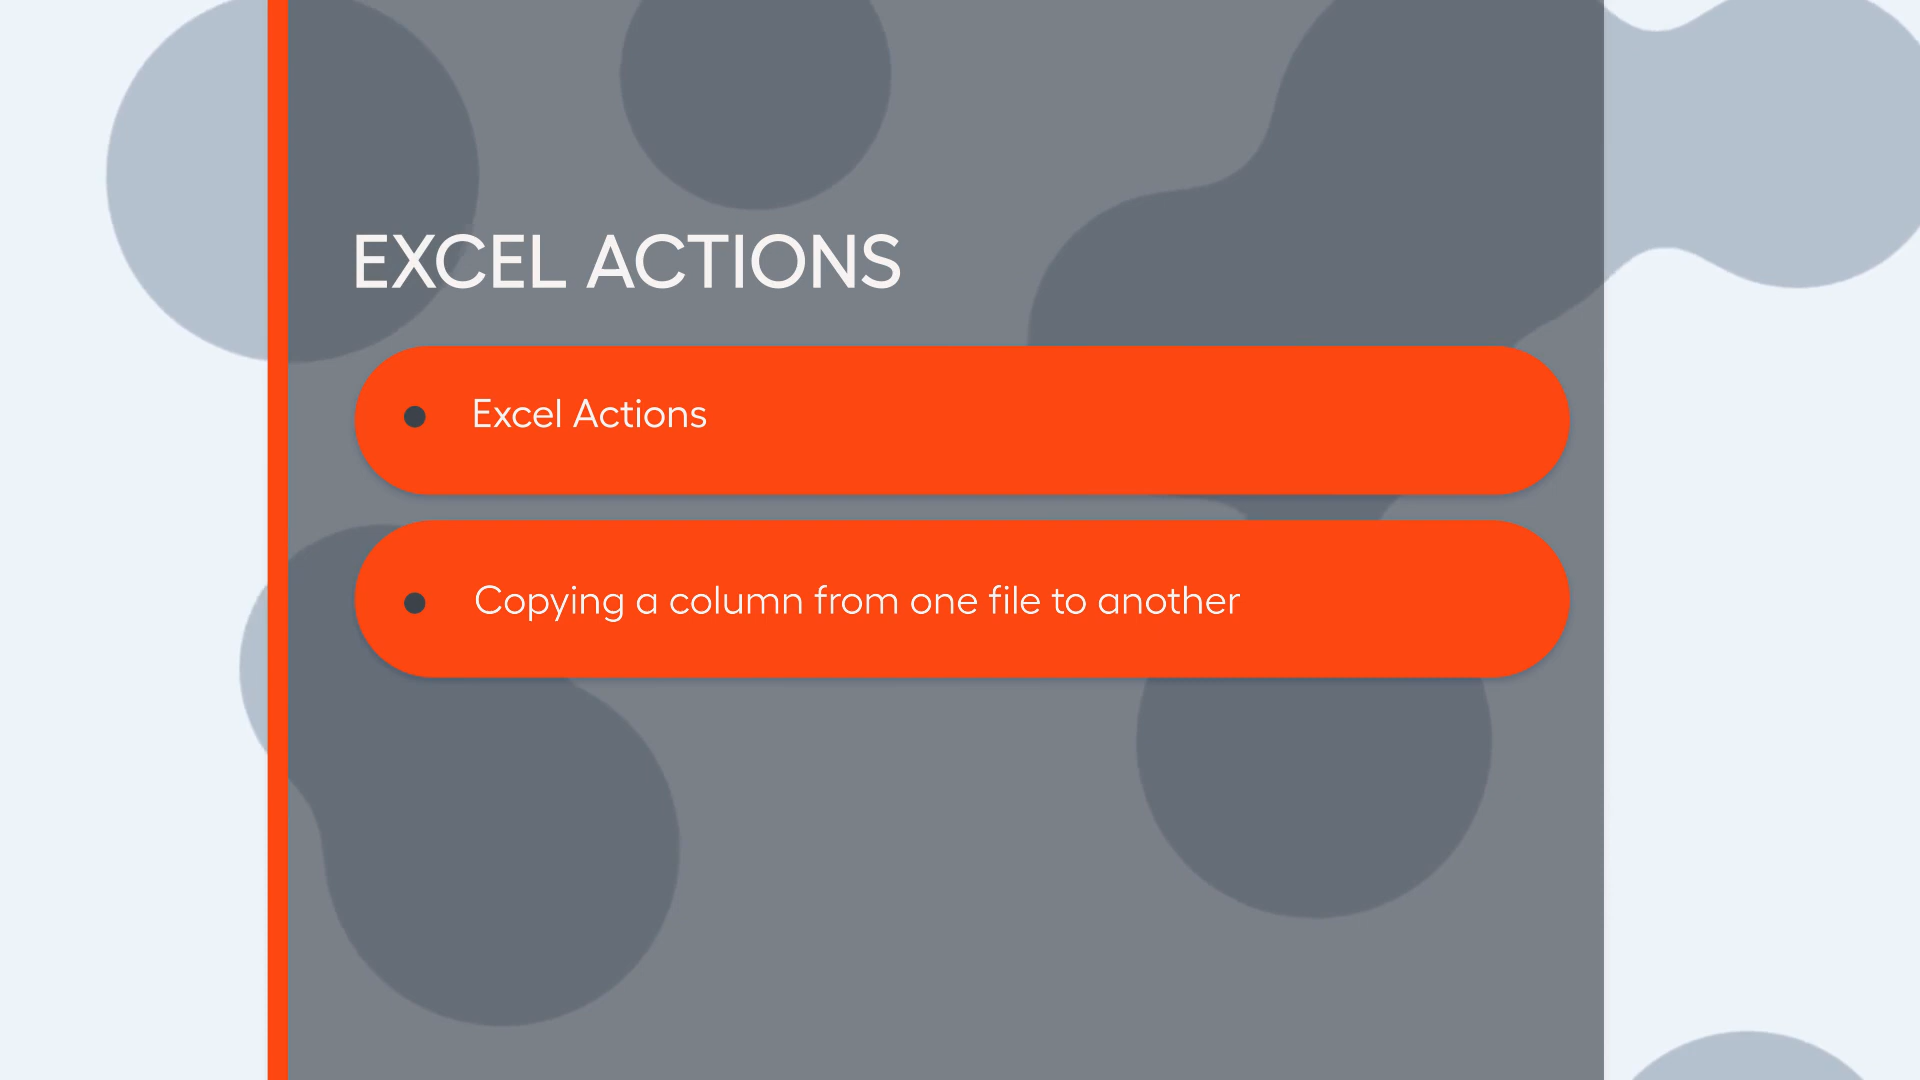 EXCEL ACTIONS
Excel Actions
Copying a column from one file to another